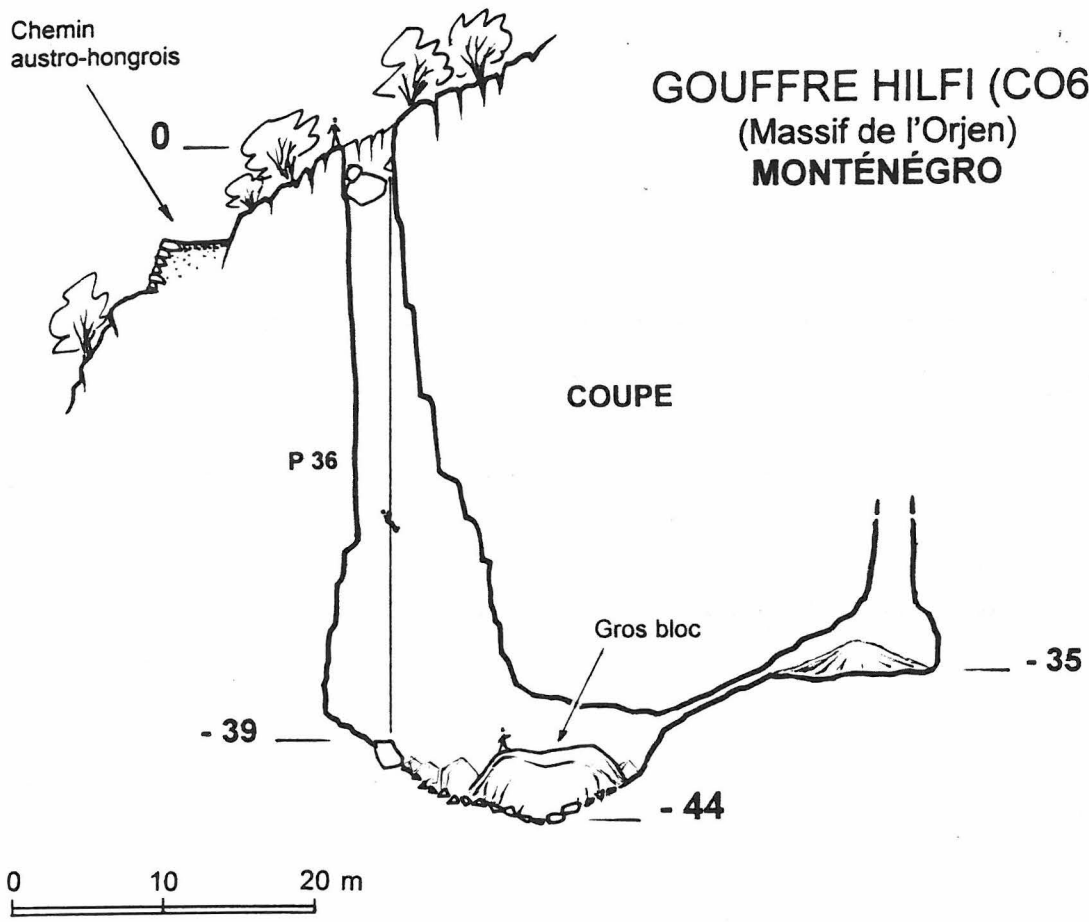 Chemin
austro-hongrois
GOUFFRE HILFI (CO6
(Massif de l'Orjen)
MONTÉNÉGRO
0
COUPE
P 36
Gros bloc
- 35
- 39
- 44
0 10 20 m